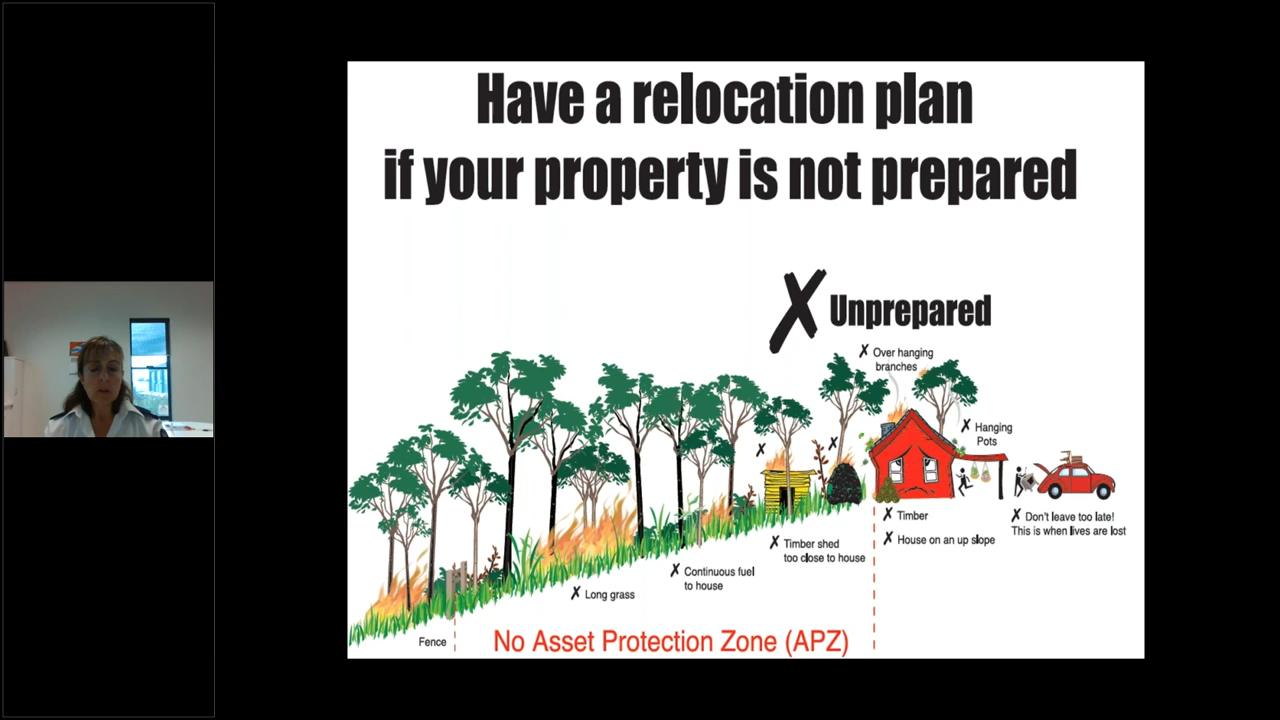 Have a relocation plan
if your property is not prepared
X Unprepared
✗ Over hanging
branches
✗ Hanging
Pots
✗
✗
✗ Timber
✗ Don't leave too late!
This is when lives are lost
✗ House on an up slope
✗ Timber shed
too close to house
✗ Continuous fuel
to house
✗ Long grass
Fence
No Asset Protection Zone (APZ)